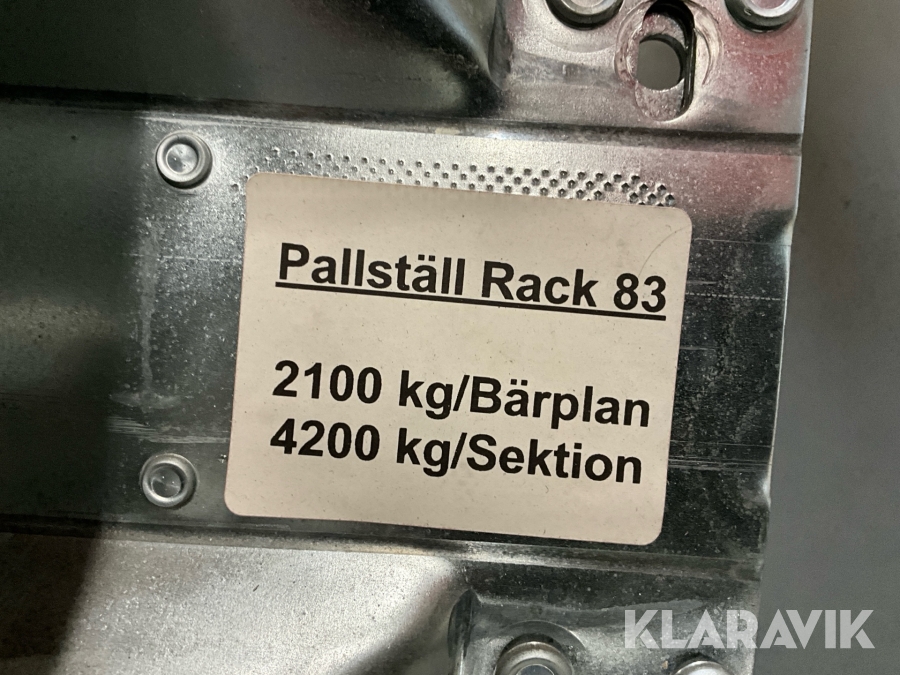 Pallställ Rack 83
2100 kg/Bärplan
4200 kg/Sektion
KLARAVIK